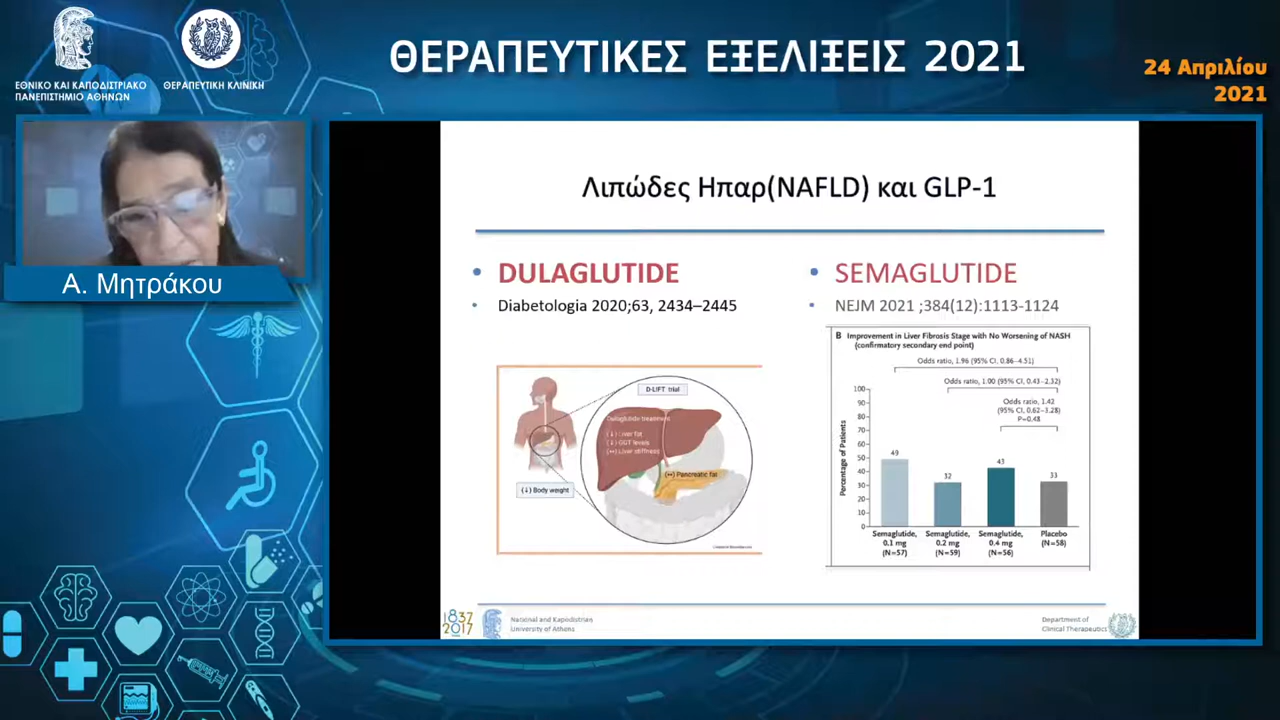 ΕΘΝΙΚΟ ΚΑΙ ΚΑΠΟΔΙΣΤΡΙΑΚΟ
ΠΑΝΕΠΙΣΤΗΜΙΟ ΑΘΗΝΩΝ
ΘΕΡΑΠΕΥΤΙΚΗ ΚΛΙΝΙΚΗ
ΘΕΡΑΠΕΥΤΙΚΕΣ ΕΞΕΛΙΞΕΙΣ 2021
24 Απριλίου
2021
Α. Μητράκου
Λιπώδες Ηπαρ(NAFLD) και GLP-1
• DULAGLUTIDE
• Diabetologia 2020;63, 2434–2445
D-LIFT trial
Dulaglutide treatment
(↓) Liver fat
(↓) GGT levels
(↔) Liver stiffness
(↔) Pancreatic fat
(↓) Body weight
• SEMAGLUTIDE
• NEJM 2021 ;384(12):1113-1124
B Improvement in Liver Fibrosis Stage with No Worsening of NASH
(confirmatory secondary end point)
Odds ratio, 1.96 (95% CI, 0.86–4.51)
Odds ratio, 1.00 (95% CI, 0.43–2.32)
Odds ratio, 1.42
(95% CI, 0.62–3.28)
P=0.48
Percentage of Patients
100
90
80
70
60
50
40
30
20
10
0
49
32
43
33
Semaglutide,
0.1 mg
(N=57)
Semaglutide,
0.2 mg
(N=59)
Semaglutide,
0.4 mg
(N=56)
Placebo
(N=58)
1837
2017
National and Kapodistrian
University of Athens
Department of
Clinical Therapeutics